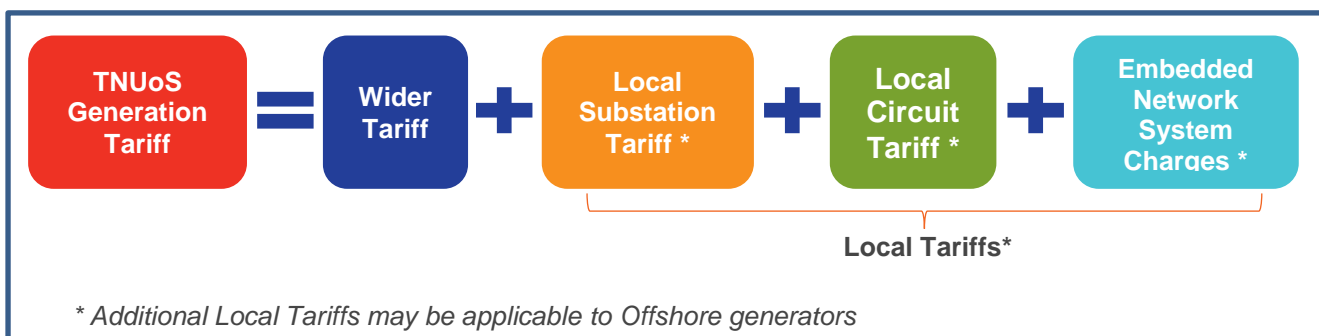 TNUoS
Generation
Tariff
Wider
Tariff
Local
Substation
Tariff *
Local
Circuit
Tariff *
Embedded
Network
System
Charges *
Local Tariffs*
* Additional Local Tariffs may be applicable to Offshore generators